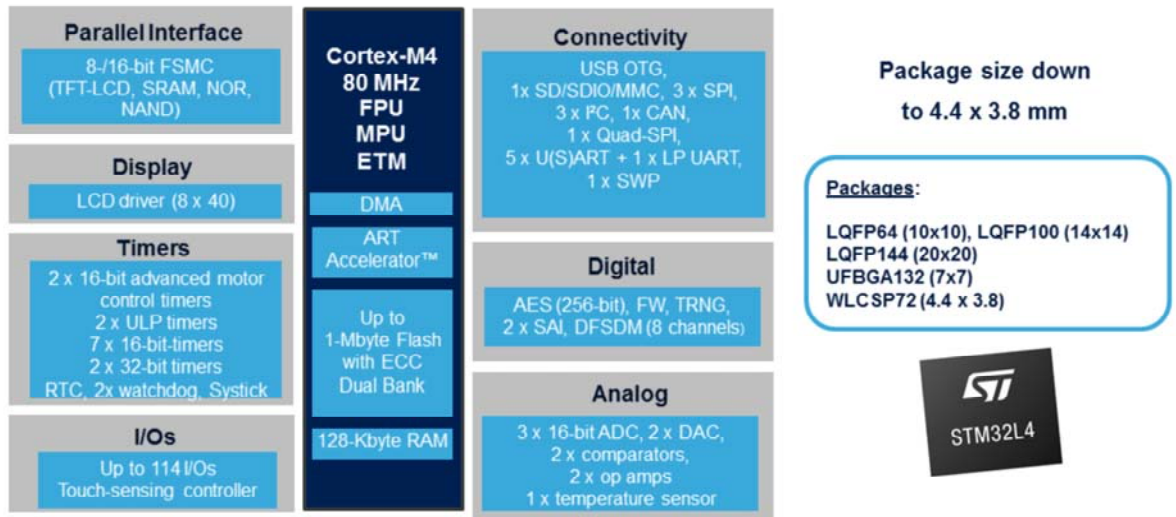 Parallel Interface
8-/16-bit FSMC
(TFT-LCD, SRAM, NOR,
NAND)
Display
LCD driver (8 x 40)
Timers
2 x 16-bit advanced motor
control timers
2 x ULP timers
7 x 16-bit-timers
2 x 32-bit timers
RTC, 2x watchdog, Systick
I/Os
Up to 114 I/Os
Touch-sensing controller
Cortex-M4
80 MHz
FPU
MPU
ETM
DMA
ART
Accelerator™
Up to
1-Mbyte Flash
with ECC
Dual Bank
128-Kbyte RAM
Connectivity
USB OTG,
1x SD/SDIO/MMC, 3 x SPI,
3 x I²C, 1x CAN,
1 x Quad-SPI,
5 x U(S)ART + 1 x LP UART,
1 x SWP
Digital
AES (256-bit), FW, TRNG,
2 x SAI, DFSDM (8 channels)
Analog
3 x 16-bit ADC, 2 x DAC,
2 x comparators,
2 x op amps
1 x temperature sensor
Package size down
to 4.4 x 3.8 mm
Packages:
LQFP64 (10x10), LQFP100 (14x14)
LQFP144 (20x20)
UFBGA132 (7x7)
WLCSP72 (4.4 x 3.8)
ST
STM32L4